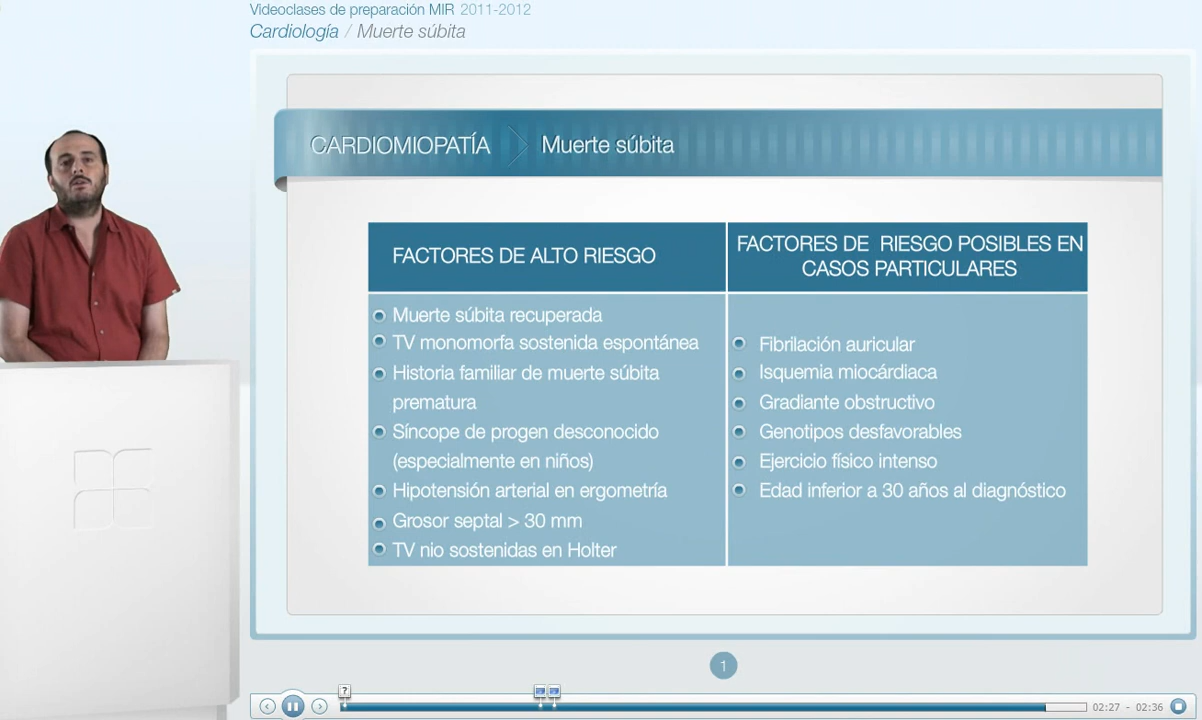 Videoclases de preparación MIR 2011-2012
Cardiología / Muerte súbita
CARDIOMIOPATÍA Muerte súbita
FACTORES DE ALTO RIESGO
Muerte súbita recuperada
TV monomorfa sostenida espontánea
Historia familiar de muerte súbita
prematura
Síncope de progen desconocido
(especialmente en niños)
Hipotensión arterial en ergometría
Grosor septal > 30 mm
TV nio sostenidas en Holter
FACTORES DE RIESGO POSIBLES EN
CASOS PARTICULARES
Fibrilación auricular
Isquemia miocárdiaca
Gradiante obstructivo
Genotipos desfavorables
Ejercicio físico intenso
Edad inferior a 30 años al diagnóstico
1
?
02:27 - 02:36